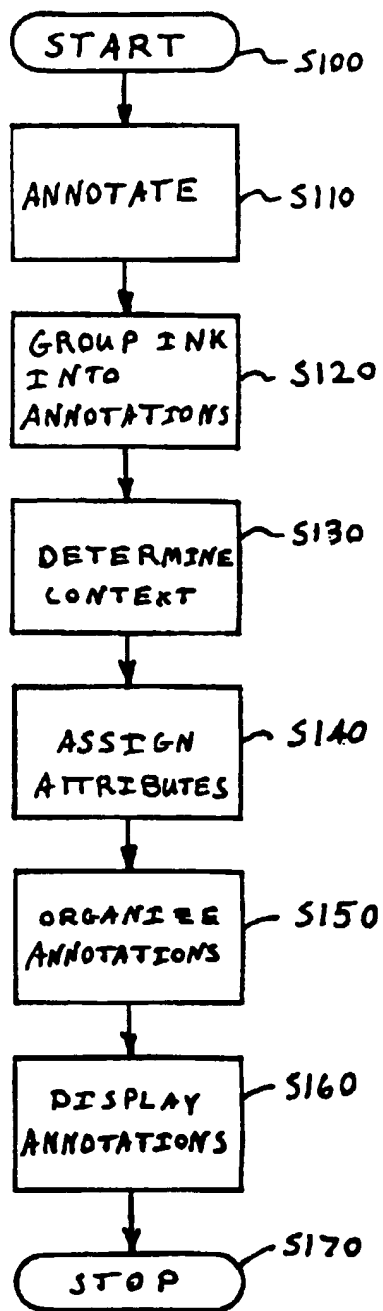 START
S100
ANNOTATE
S110
GROUP INK
INTO
ANNOTATIONS
S120
S130
DETERMINE
CONTEXT
ASSIGN
ATTRIBUTES
S140
ORGANIZE
ANNOTATIONS
S150
DISPLAY
ANNOTATIONS
S160
S170
STOP